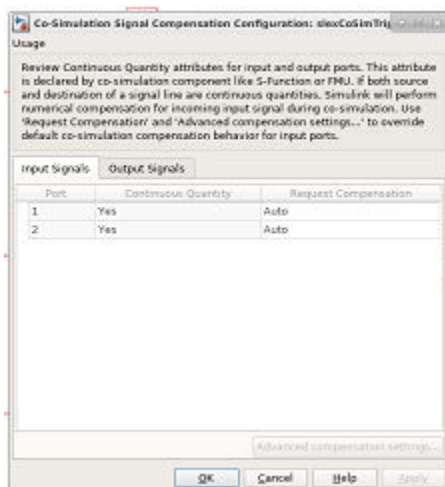 Co-Simulation Signal Compensation Configuration: slexCoSimTrip
Usage
Review Continuous Quantity attributes for input and output ports. This attribute
is declared by co-simulation component like S-Function or FMU. If both source
and destination of a signal line are continuous quantities, Simulink will perform
numerical compensation for incoming input signal during co-simulation. Use
'Request Compensation' and 'Advanced compensation settings...' to override
default co-simulation compensation behavior for input ports.
Input Signals Output Signals
Port Continuous Quantity Request Compensation
1 Yes Auto
2 Yes Auto
Advanced compensation settings...
OK Cancel Help Apply